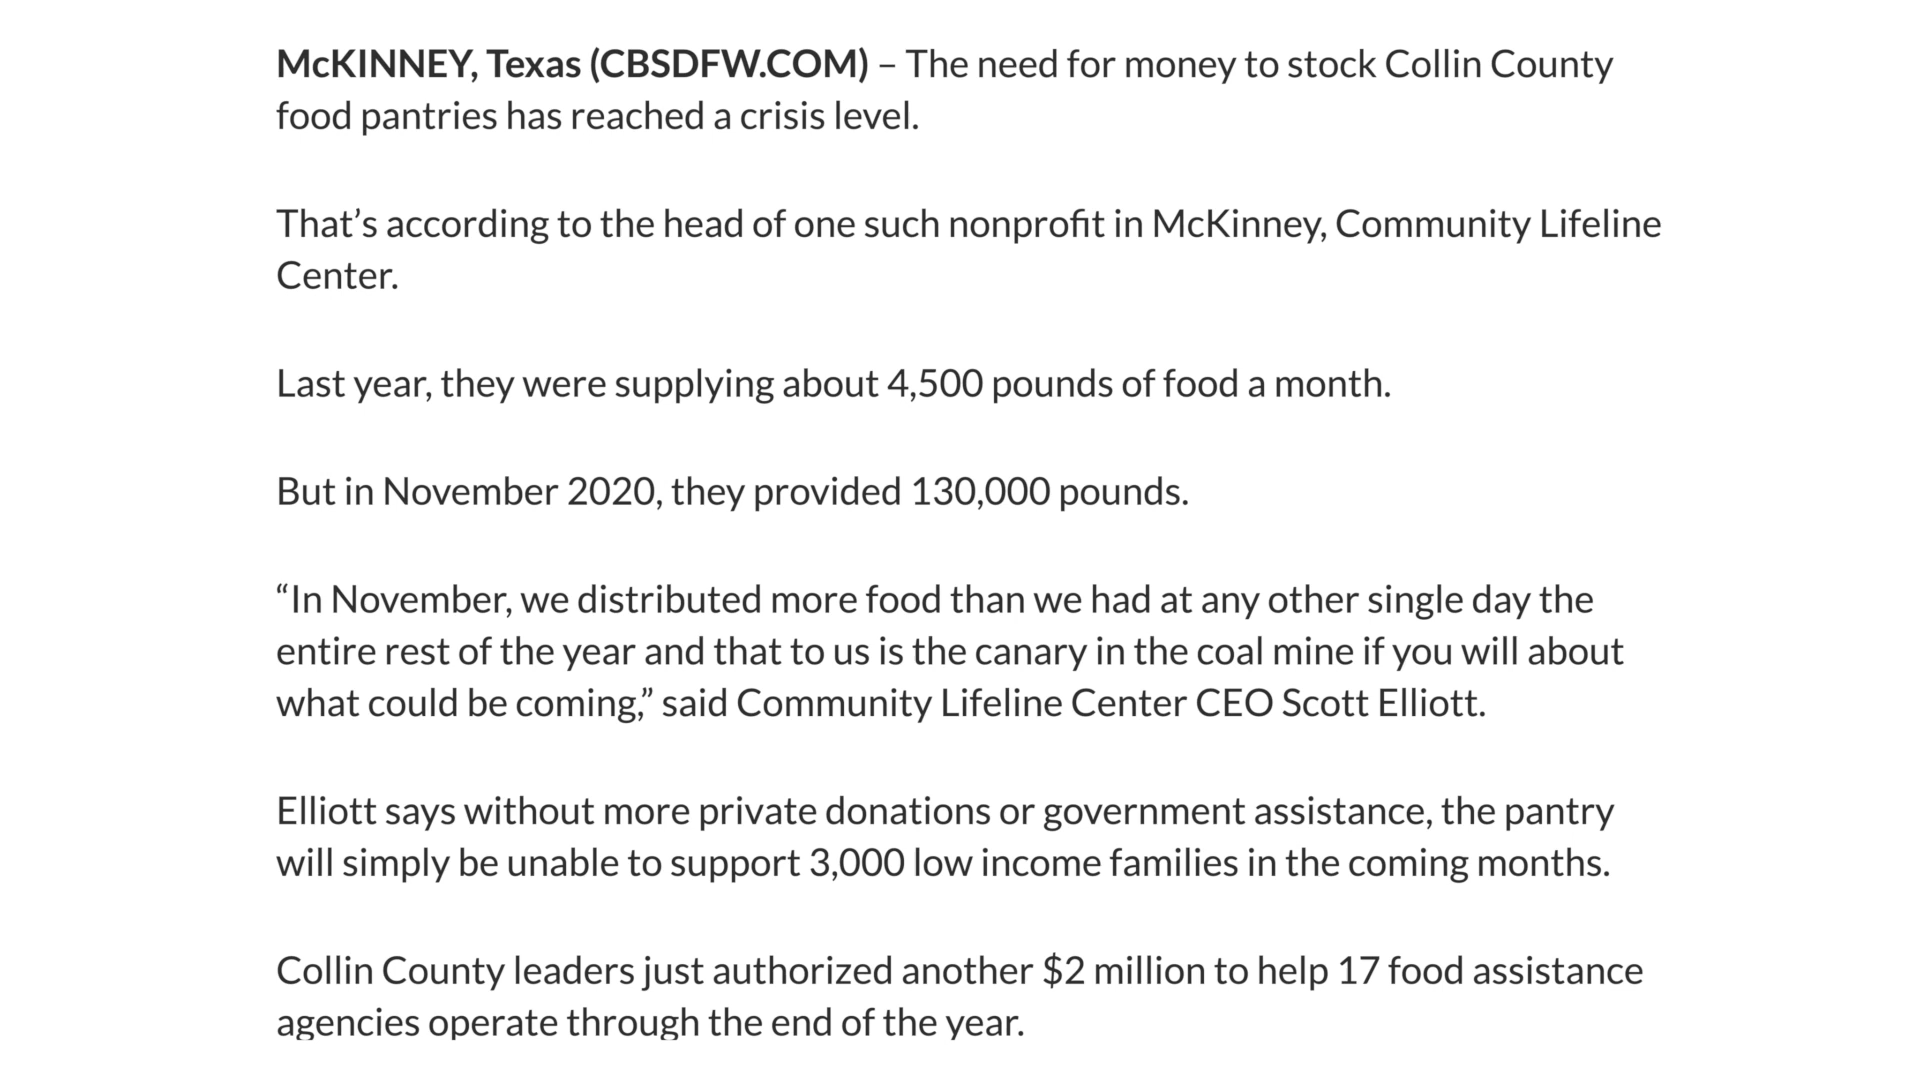 McKINNEY, Texas (CBSDFW.COM) – The need for money to stock Collin County
food pantries has reached a crisis level.
That’s according to the head of one such nonprofit in McKinney, Community Lifeline
Center.
Last year, they were supplying about 4,500 pounds of food a month.
But in November 2020, they provided 130,000 pounds.
“In November, we distributed more food than we had at any other single day the
entire rest of the year and that to us is the canary in the coal mine if you will about
what could be coming,” said Community Lifeline Center CEO Scott Elliott.
Elliott says without more private donations or government assistance, the pantry
will simply be unable to support 3,000 low income families in the coming months.
Collin County leaders just authorized another $2 million to help 17 food assistance
agencies operate through the end of the year.